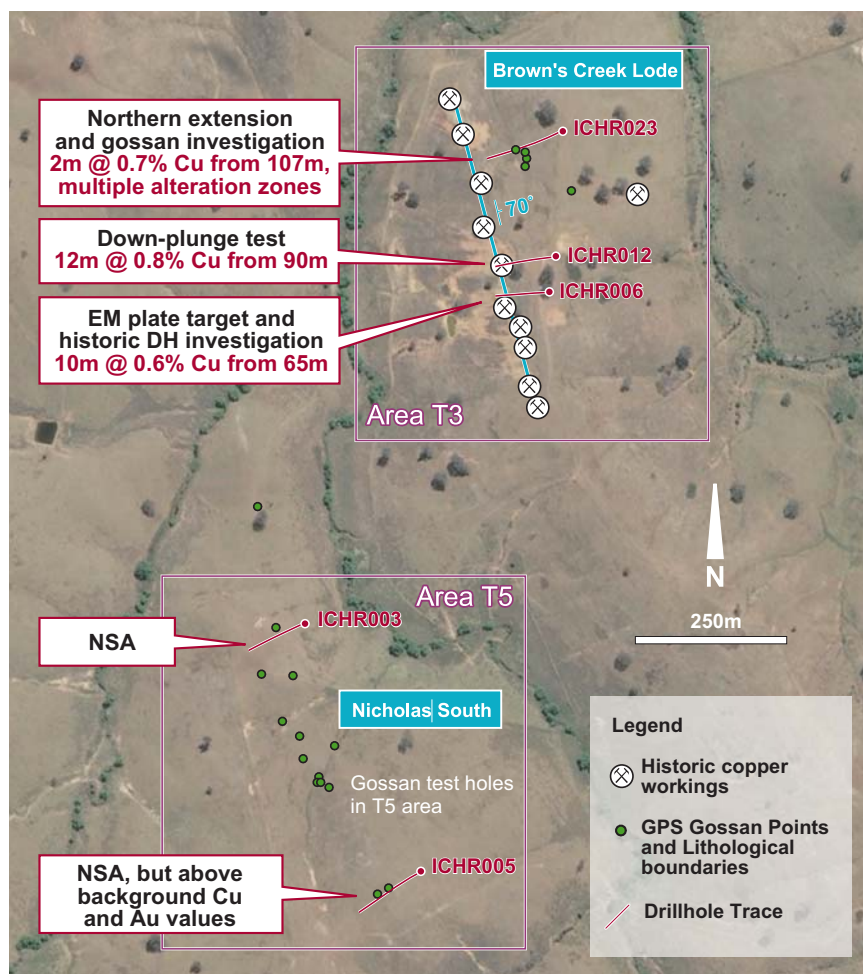 Brown's Creek Lode
Northern extension
and gossan investigation
2m @ 0.7% Cu from 107m,
multiple alteration zones
ICHR023
70°
Down-plunge test
12m @ 0.8% Cu from 90m
ICHR012
ICHR006
EM plate target and
historic DH investigation
10m @ 0.6% Cu from 65m
Area T3
N
250m
Area T5
ICHR003
NSA
Nicholas South
Gossan test holes
in T5 area
ICHR005
NSA, but above
background Cu
and Au values
Legend
Historic copper
workings
GPS Gossan Points
and Lithological
boundaries
Drillhole Trace